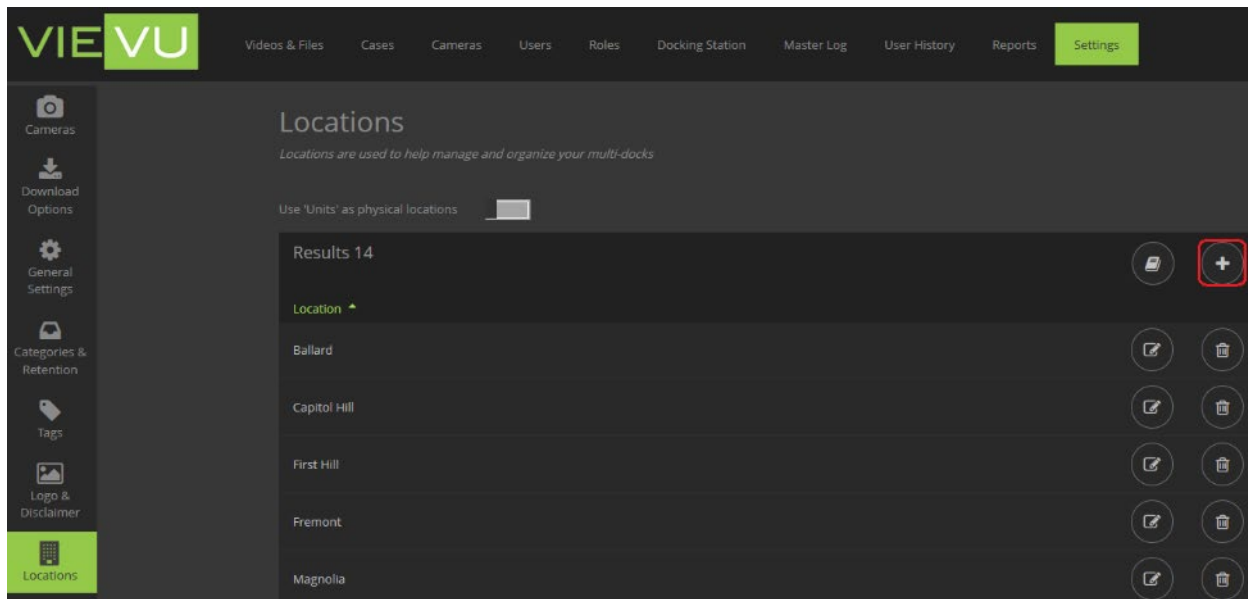 VIEVU
Videos & Files Cases Cameras Users Roles Docking Station Master Log User History Reports Settings
Cameras
Download
Options
General
Settings
Categories &
Retention
Tags
Logo &
Disclaimer
Locations
Locations
Locations are used to help manage and organize your multi-docks
Use 'Units' as physical locations
Results 14
Location
Ballard
Capitol Hill
First Hill
Fremont
Magnolia